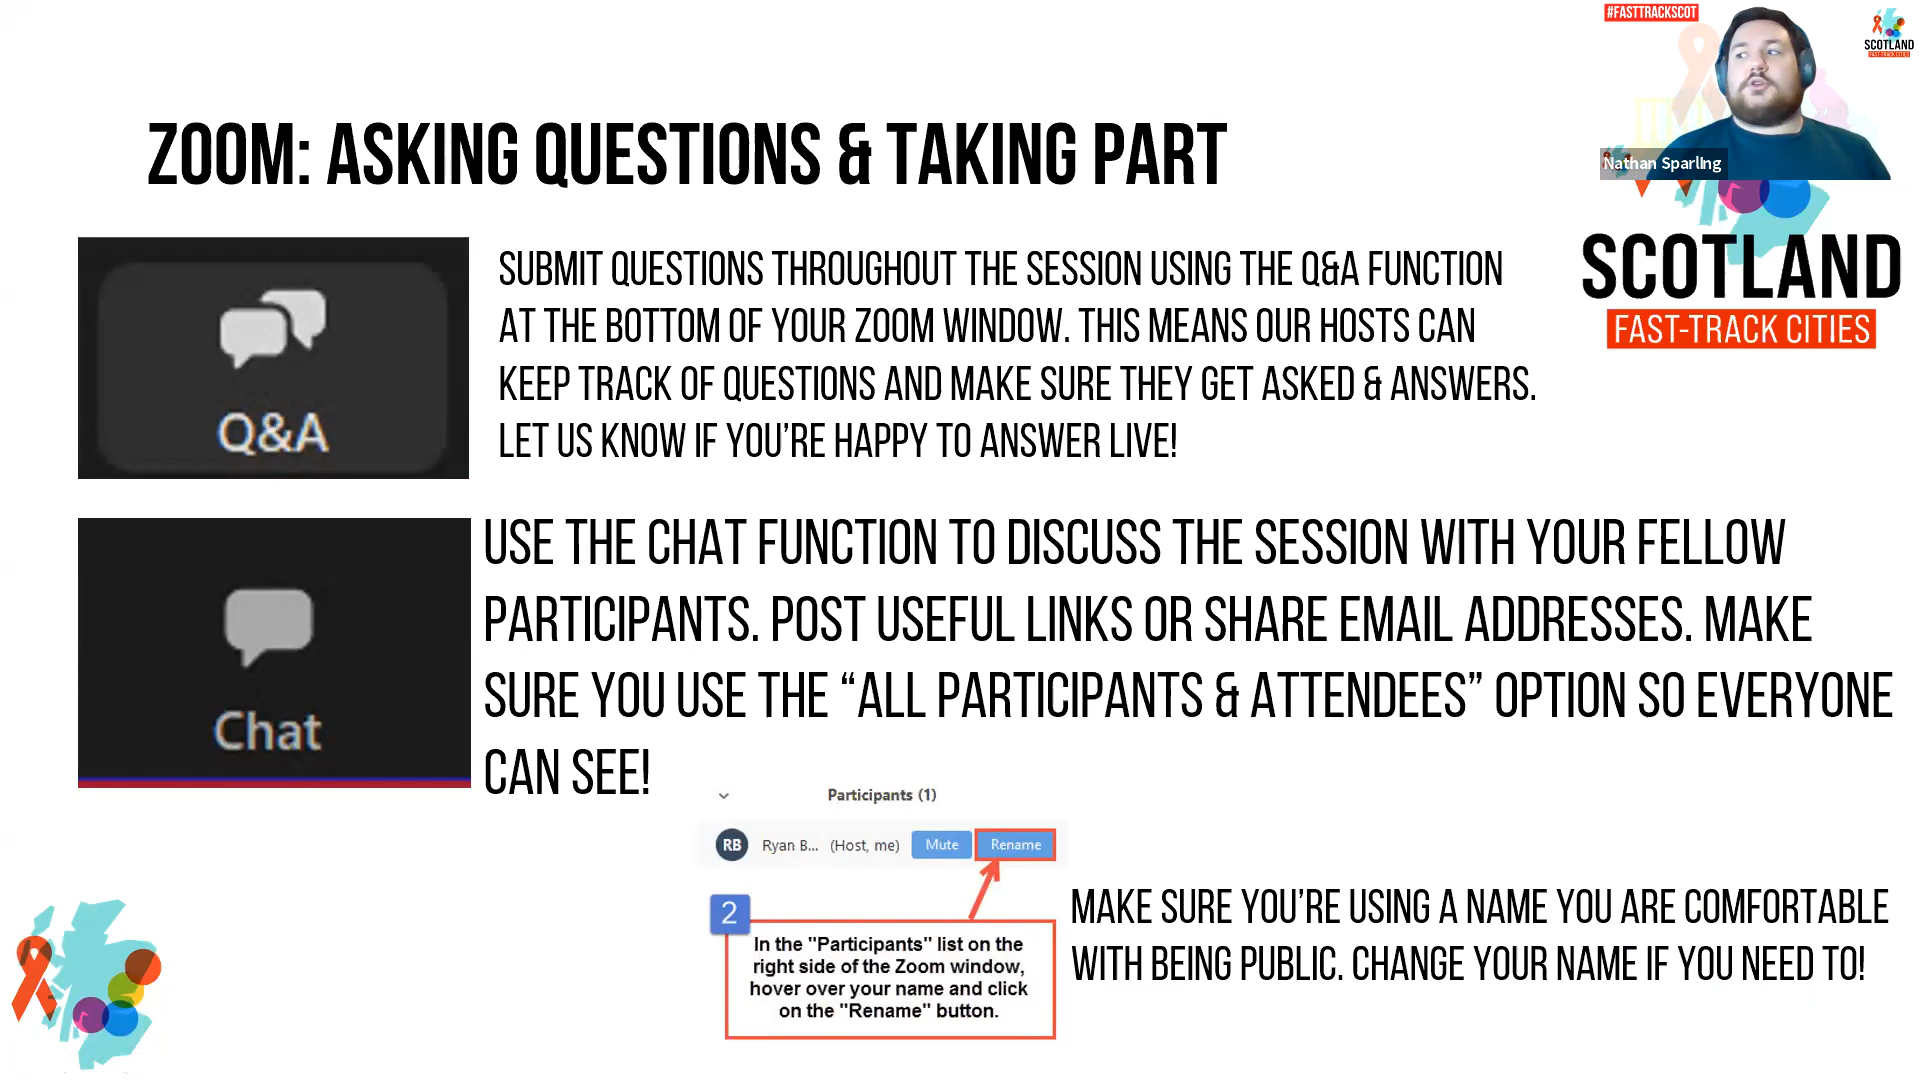 #FASTTRACKSCOT
SCOTLAND
FAST-TRACK CITIES
Nathan Sparling
ZOOM: ASKING QUESTIONS & TAKING PART
SCOTLAND
FAST-TRACK CITIES
Q&A
SUBMIT QUESTIONS THROUGHOUT THE SESSION USING THE Q&A FUNCTION
AT THE BOTTOM OF YOUR ZOOM WINDOW. THIS MEANS OUR HOSTS CAN
KEEP TRACK OF QUESTIONS AND MAKE SURE THEY GET ASKED & ANSWERS.
LET US KNOW IF YOU’RE HAPPY TO ANSWER LIVE!
Chat
USE THE CHAT FUNCTION TO DISCUSS THE SESSION WITH YOUR FELLOW
PARTICIPANTS. POST USEFUL LINKS OR SHARE EMAIL ADDRESSES. MAKE
SURE YOU USE THE “ALL PARTICIPANTS & ATTENDEES” OPTION SO EVERYONE
CAN SEE!
Participants (1)
RB Ryan B... (Host, me) Mute Rename
2
In the "Participants" list on the
right side of the Zoom window,
hover over your name and click
on the "Rename" button.
MAKE SURE YOU’RE USING A NAME YOU ARE COMFORTABLE
WITH BEING PUBLIC. CHANGE YOUR NAME IF YOU NEED TO!